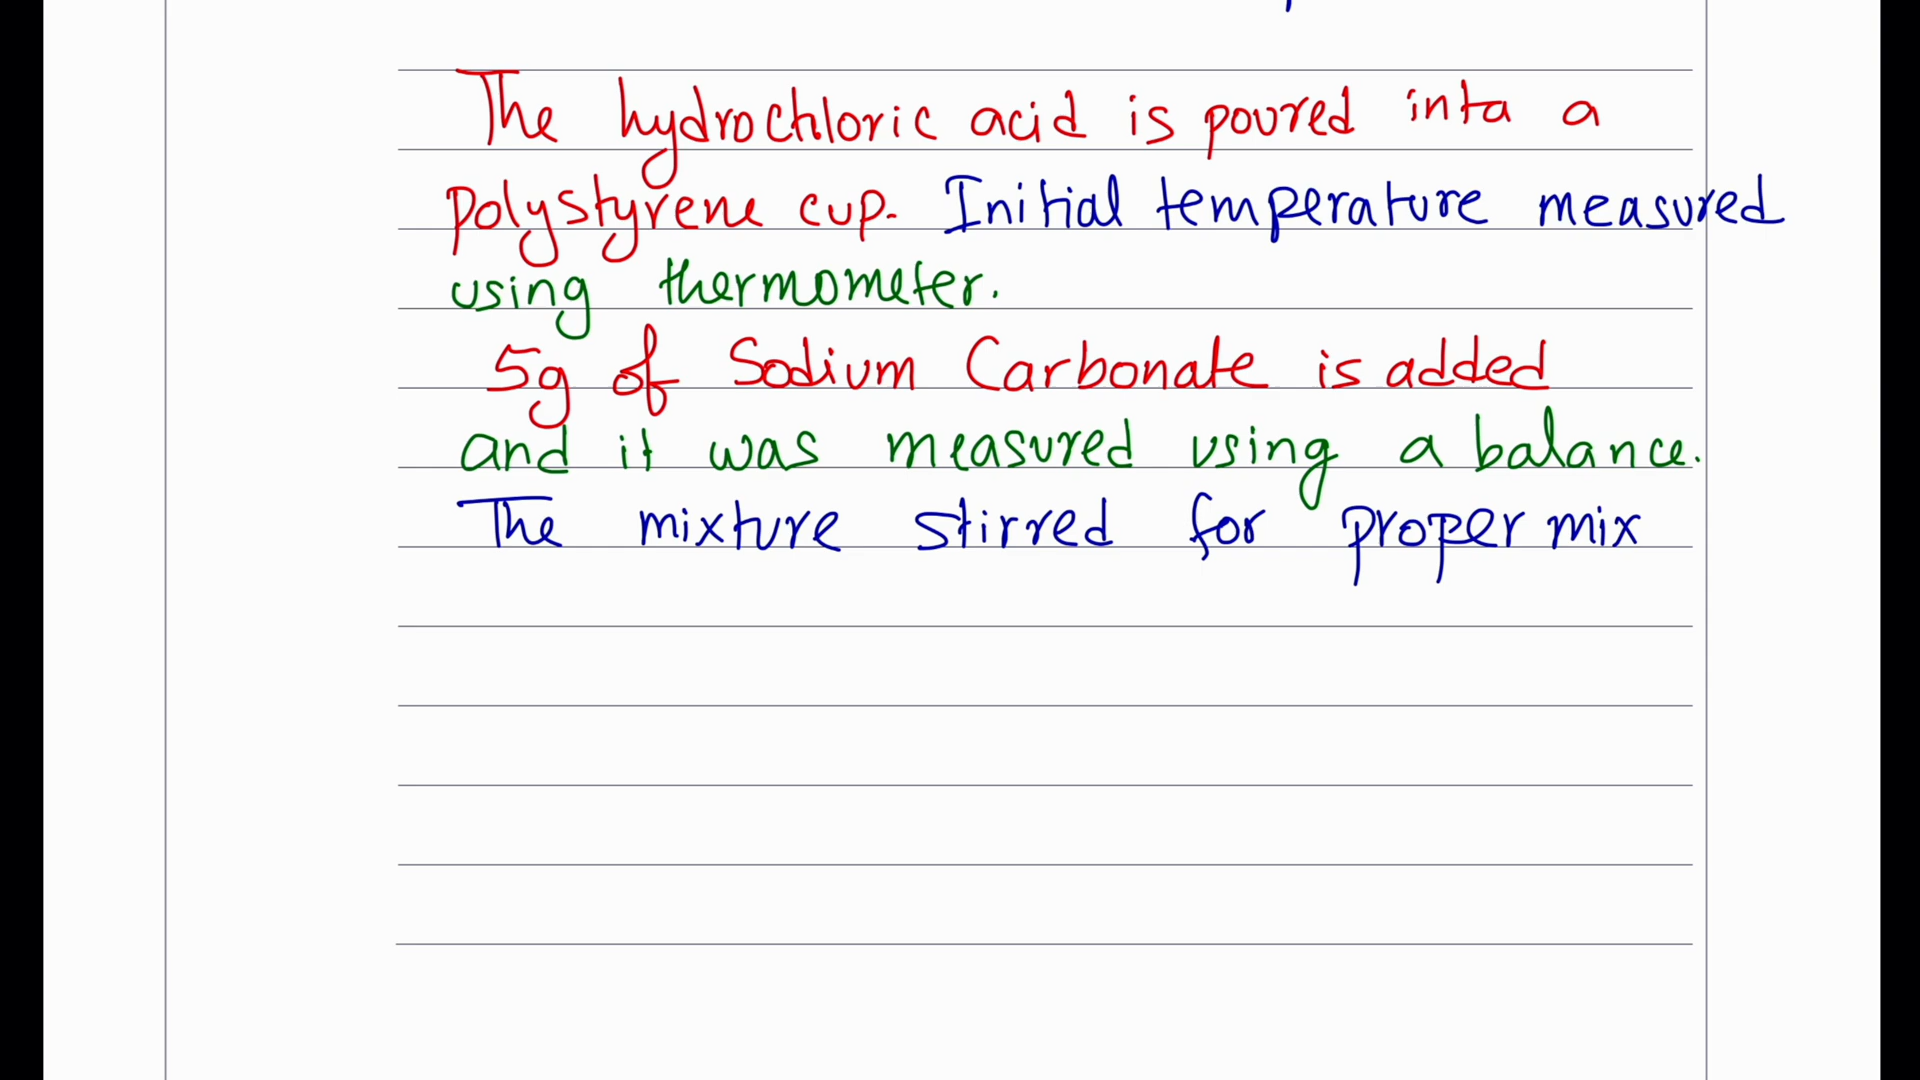 The hydrochloric acid is poured inta a
polystyrene cup. Initial temperature measured
using thermometer.
5g of Sodium Carbonate is added
and it was measured using a balance.
The mixture stirred for proper mix